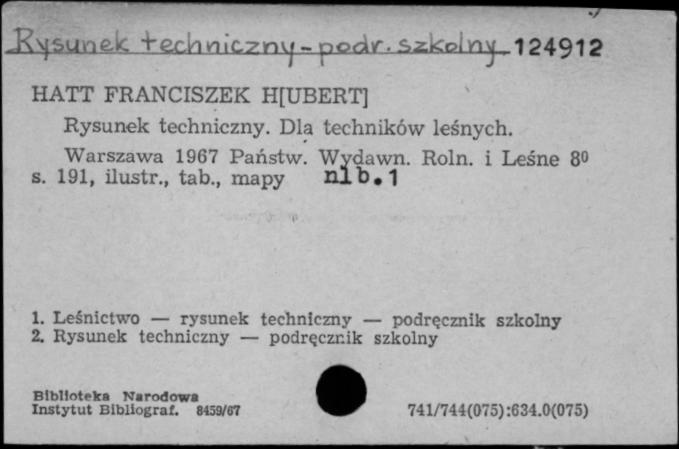 Rysunek techniczny - podr. szkolny 124912
HATT FRANCISZEK H[UBERT]
Rysunek techniczny. Dla techników leśnych.
Warszawa 1967 Państw. Wydawn. Roln. i Leśne 8⁰
s. 191, ilustr., tab., mapy nlb. 1
1. Leśnictwo — rysunek techniczny — podręcznik szkolny
2. Rysunek techniczny — podręcznik szkolny
Biblioteka Narodowa
Instytut Bibliograf. 8459/67
741/744(075):634.0(075)